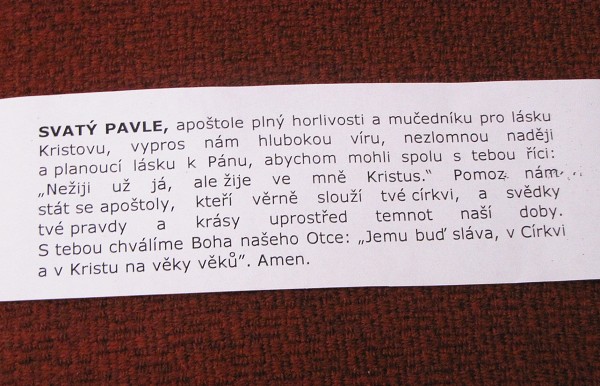 SVATÝ PAVLE, apoštole plný horlivosti a mučedníku pro lásku
Kristovu, vypros nám hlubokou víru, nezlomnou naději
a planoucí lásku k Pánu, abychom mohli spolu s tebou říci:
„Nežiji už já, ale žije ve mně Kristus.“ Pomoz nám
stát se apoštoly, kteří věrně slouží tvé církvi, a svědky
tvé pravdy a krásy uprostřed temnot naší doby.
S tebou chválíme Boha našeho Otce: „Jemu buď sláva, v Církvi
a v Kristu na věky věků”. Amen.